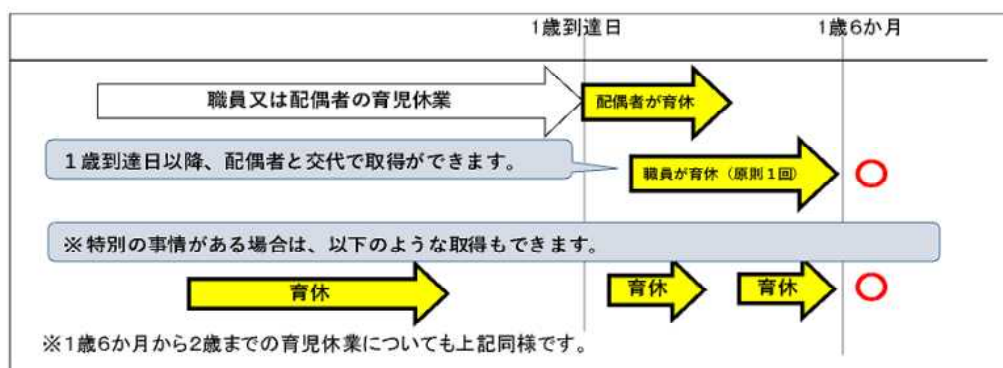 1歳到達日 1歳6か月
職員又は配偶者の育児休業 配偶者が育休
1歳到達日以降、配偶者と交代で取得ができます。
職員が育休（原則1回） ○
※特別の事情がある場合は、以下のような取得もできます。
育休 育休 育休 ○
※1歳6か月から2歳までの育児休業についても上記同様です。